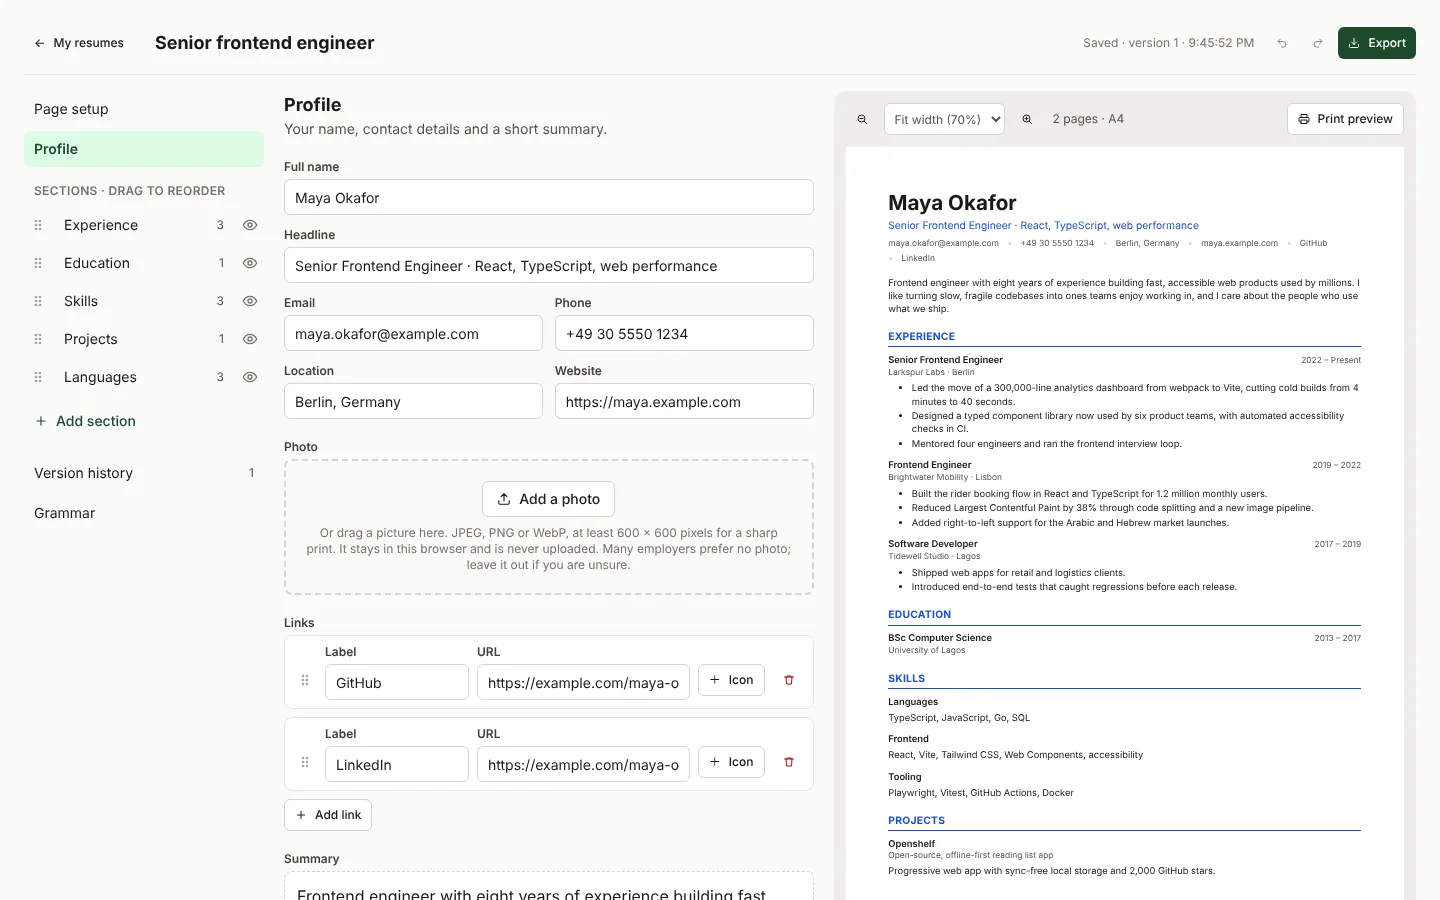 My resumes
Senior frontend engineer
Saved · version 1 · 9:45:52 PM
Export
Page setup
Profile
SECTIONS · DRAG TO REORDER
Experience 3
Education 1
Skills 3
Projects 1
Languages 3
Add section
Version history 1
Grammar
Profile
Your name, contact details and a short summary.
Full name
Maya Okafor
Headline
Senior Frontend Engineer · React, TypeScript, web performance
Email Phone
maya.okafor@example.com +49 30 5550 1234
Location Website
Berlin, Germany https://maya.example.com
Photo
Add a photo
Or drag a picture here. JPEG, PNG or WebP, at least 600 × 600 pixels for a sharp
print. It stays in this browser and is never uploaded. Many employers prefer no photo;
leave it out if you are unsure.
Links
Label URL
GitHub https://example.com/maya-o Icon
Label URL
LinkedIn https://example.com/maya-o Icon
Add link
Summary
Frontend engineer with eight years of experience building fast,
Fit width (70%)
2 pages · A4
Print preview
Maya Okafor
Senior Frontend Engineer · React, TypeScript, web performance
maya.okafor@example.com • +49 30 5550 1234 • Berlin, Germany • maya.example.com • GitHub
• LinkedIn
Frontend engineer with eight years of experience building fast, accessible web products used by millions. I
like turning slow, fragile codebases into ones teams enjoy working in, and I care about the people who use
what we ship.
EXPERIENCE
Senior Frontend Engineer 2022 – Present
Larkspur Labs · Berlin
• Led the move of a 300,000-line analytics dashboard from webpack to Vite, cutting cold builds from 4
minutes to 40 seconds.
• Designed a typed component library now used by six product teams, with automated accessibility
checks in CI.
• Mentored four engineers and ran the frontend interview loop.
Frontend Engineer 2019 – 2022
Brightwater Mobility · Lisbon
• Built the rider booking flow in React and TypeScript for 1.2 million monthly users.
• Reduced Largest Contentful Paint by 38% through code splitting and a new image pipeline.
• Added right-to-left support for the Arabic and Hebrew market launches.
Software Developer 2017 – 2019
Tidewell Studio · Lagos
• Shipped web apps for retail and logistics clients.
• Introduced end-to-end tests that caught regressions before each release.
EDUCATION
BSc Computer Science 2013 – 2017
University of Lagos
SKILLS
Languages
TypeScript, JavaScript, Go, SQL
Frontend
React, Vite, Tailwind CSS, Web Components, accessibility
Tooling
Playwright, Vitest, GitHub Actions, Docker
PROJECTS
Openshelf
Open-source, offline-first reading list app
Progressive web app with sync-free local storage and 2,000 GitHub stars.